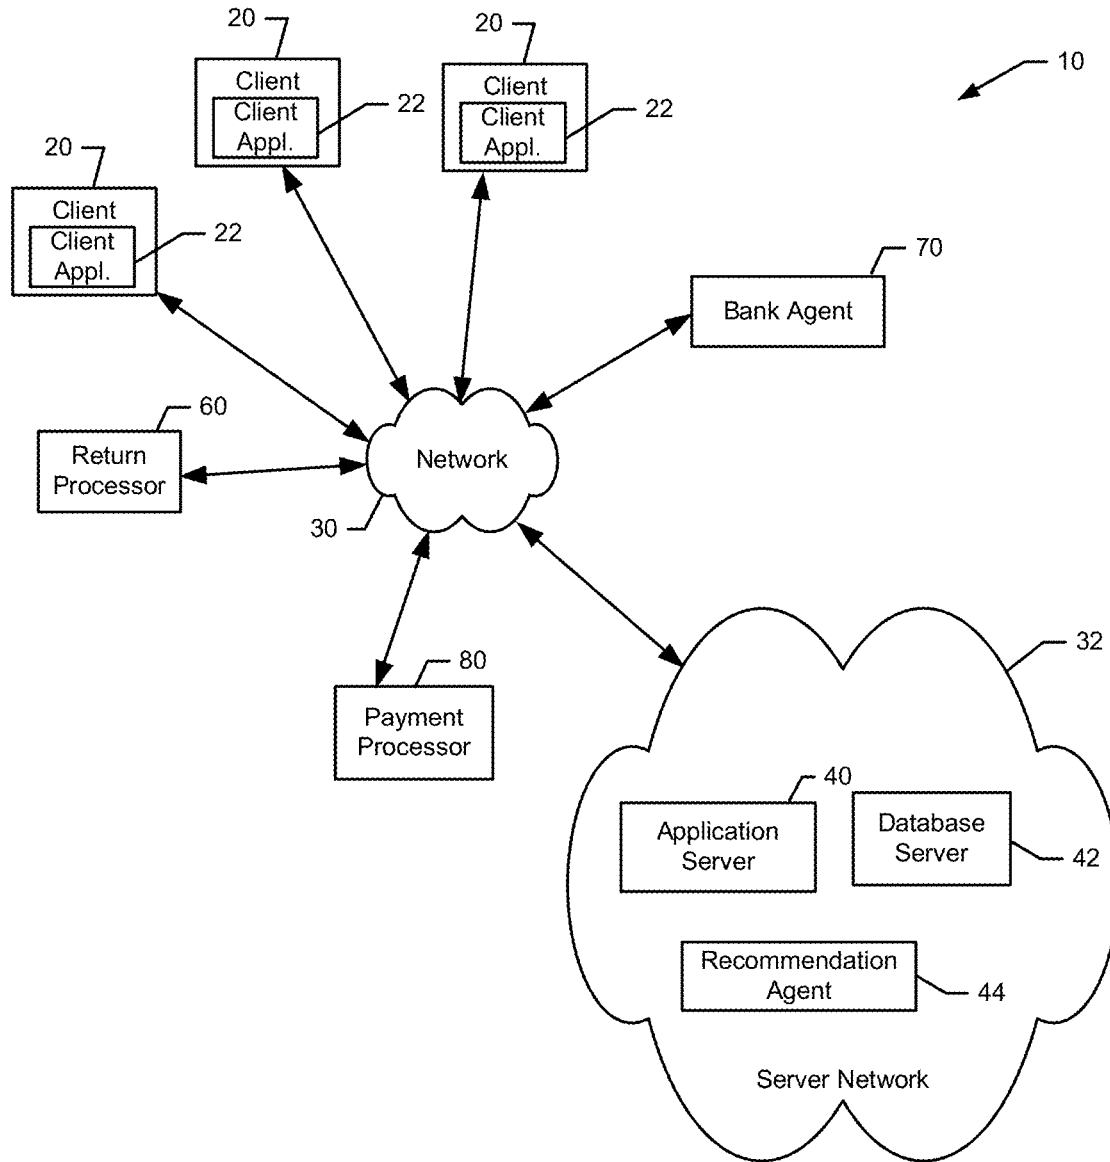 20
20
10
Client
Client
Client
Appl.
22
Client
Appl.
22
20
Client
Client
Appl.
22
70
Bank Agent
60
Return
Processor
Network
30
80
Payment
Processor
32
40
Application
Server
Database
Server
42
Recommendation
Agent
44
Server Network